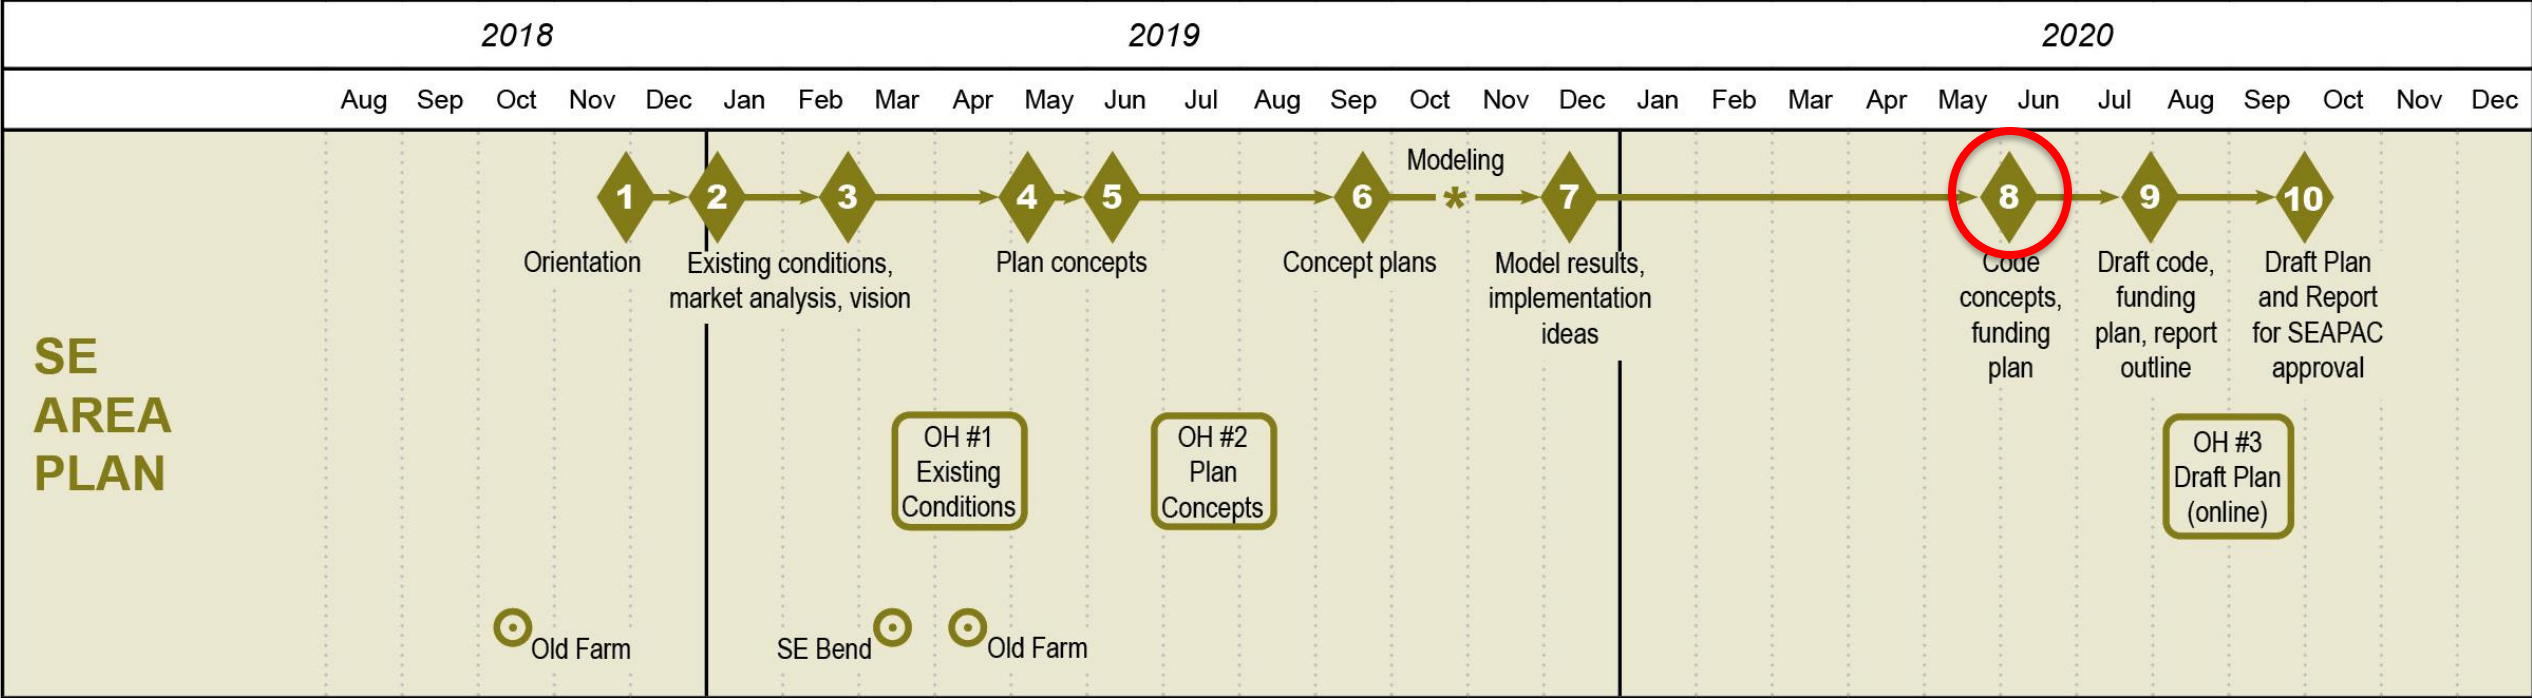 2018 2019 2020
Aug Sep Oct Nov Dec Jan Feb Mar Apr May Jun Jul Aug Sep Oct Nov Dec Jan Feb Mar Apr May Jun Jul Aug Sep Oct Nov Dec
SE
AREA
PLAN
Modeling
1 2 3 4 5 6 * 7 8 9 10
Orientation
Existing conditions,
market analysis, vision
Plan concepts
Concept plans
Model results,
implementation
ideas
Code
concepts,
funding
plan
Draft code,
funding
plan, report
outline
Draft Plan
and Report
for SEAPAC
approval
OH #1
Existing
Conditions
OH #2
Plan
Concepts
OH #3
Draft Plan
(online)
Old Farm
SE Bend
Old Farm